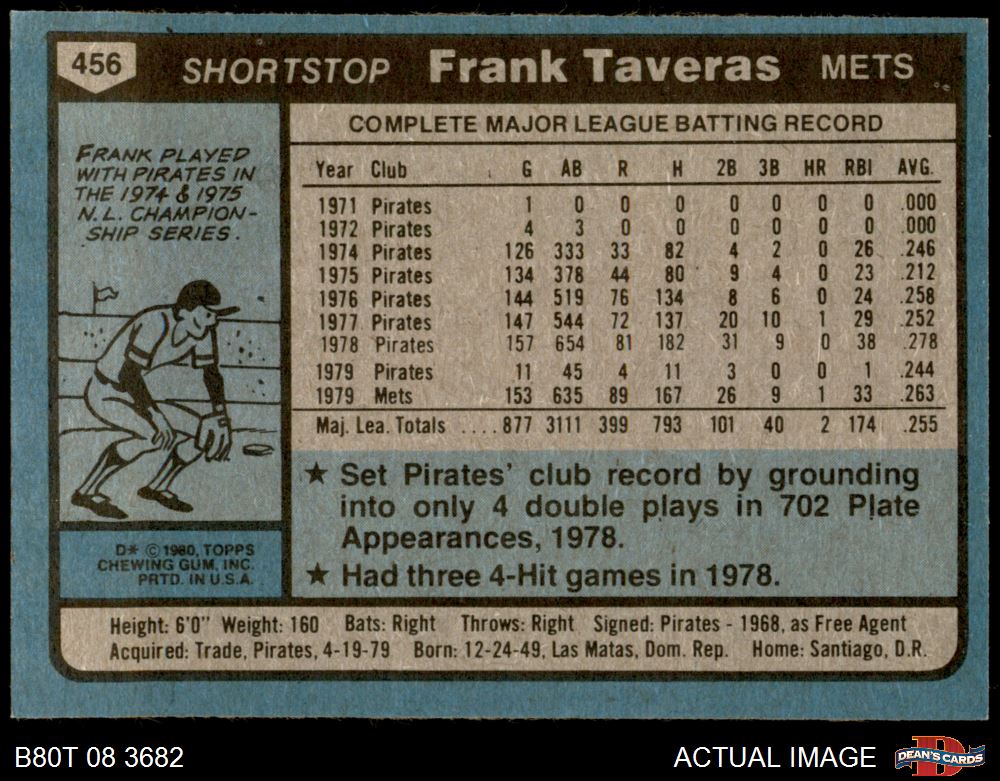 456 SHORTSTOP Frank Taveras METS
FRANK PLAYED
WITH PIRATES IN
THE 1974 & 1975
N.L. CHAMPION-
SHIP SERIES.
D* © 1980, TOPPS
CHEWING GUM, INC.
PRTD. IN U.S.A.
COMPLETE MAJOR LEAGUE BATTING RECORD
Year Club G AB R H 2B 3B HR RBI AVG.
1971 Pirates 1 0 0 0 0 0 0 0 .000
1972 Pirates 4 3 0 0 0 0 0 0 .000
1974 Pirates 126 333 33 82 4 2 0 26 .246
1975 Pirates 134 378 44 80 9 4 0 23 .212
1976 Pirates 144 519 76 134 8 6 0 24 .258
1977 Pirates 147 544 72 137 20 10 1 29 .252
1978 Pirates 157 654 81 182 31 9 0 38 .278
1979 Pirates 11 45 4 11 3 0 0 1 .244
1979 Mets 153 635 89 167 26 9 1 33 .263
Maj. Lea. Totals ....877 3111 399 793 101 40 2 174 .255
★ Set Pirates' club record by grounding
into only 4 double plays in 702 Plate
Appearances, 1978.
★ Had three 4-Hit games in 1978.
Height: 6'0" Weight: 160 Bats: Right Throws: Right Signed: Pirates - 1968, as Free Agent
Acquired: Trade, Pirates, 4-19-79 Born: 12-24-49, Las Matas, Dom. Rep. Home: Santiago, D.R.
B80T 08 3682 ACTUAL IMAGE D DEAN'S CARDS